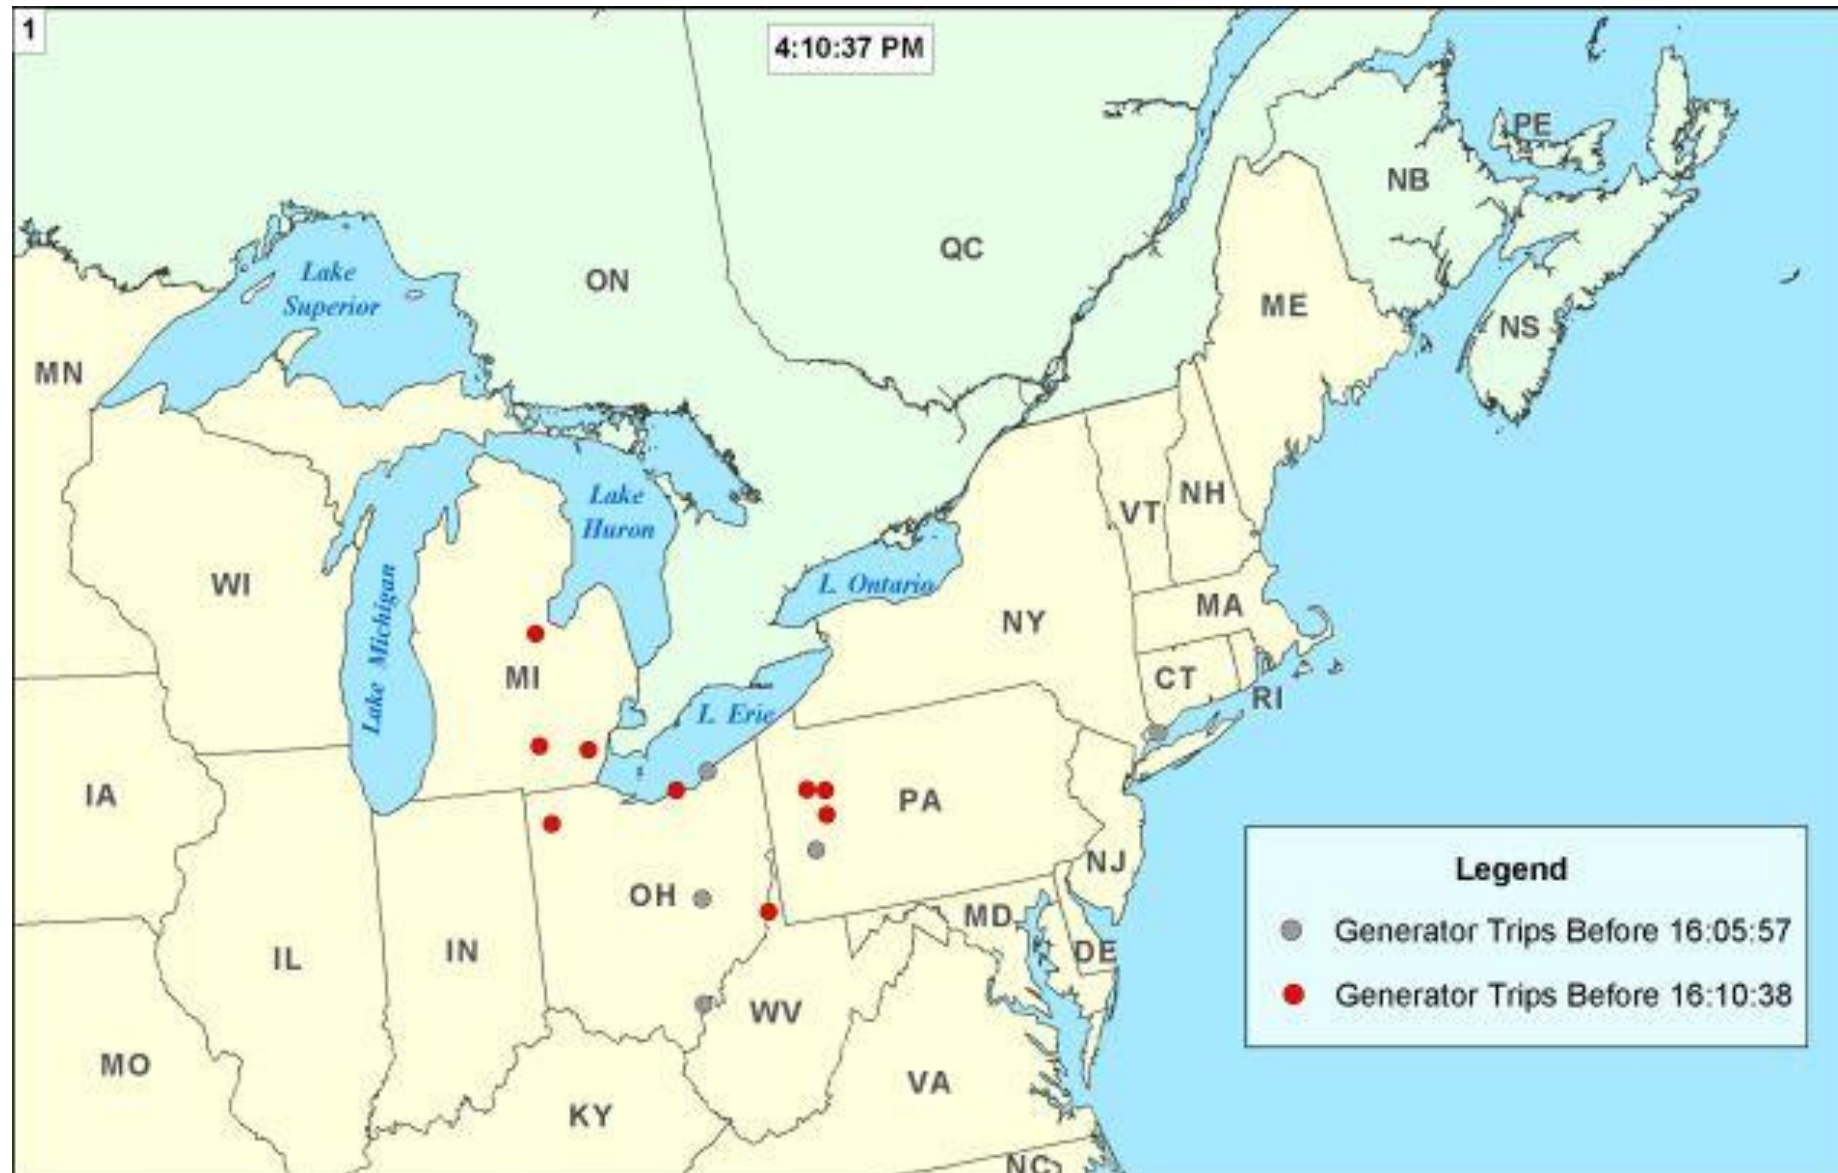 1
4:10:37 PM
PE
NB
QC
Lake
Superior
ON
ME
NS
MN
Lake
Huron
NH
VT
L. Ontario
WI
MA
NY
Lake Michigan
MI
CT
RI
L. Erie
IA
PA
NJ
OH
MD
DE
IL
IN
WV
MO
VA
KY
NC
Legend
Generator Trips Before 16:05:57
Generator Trips Before 16:10:38